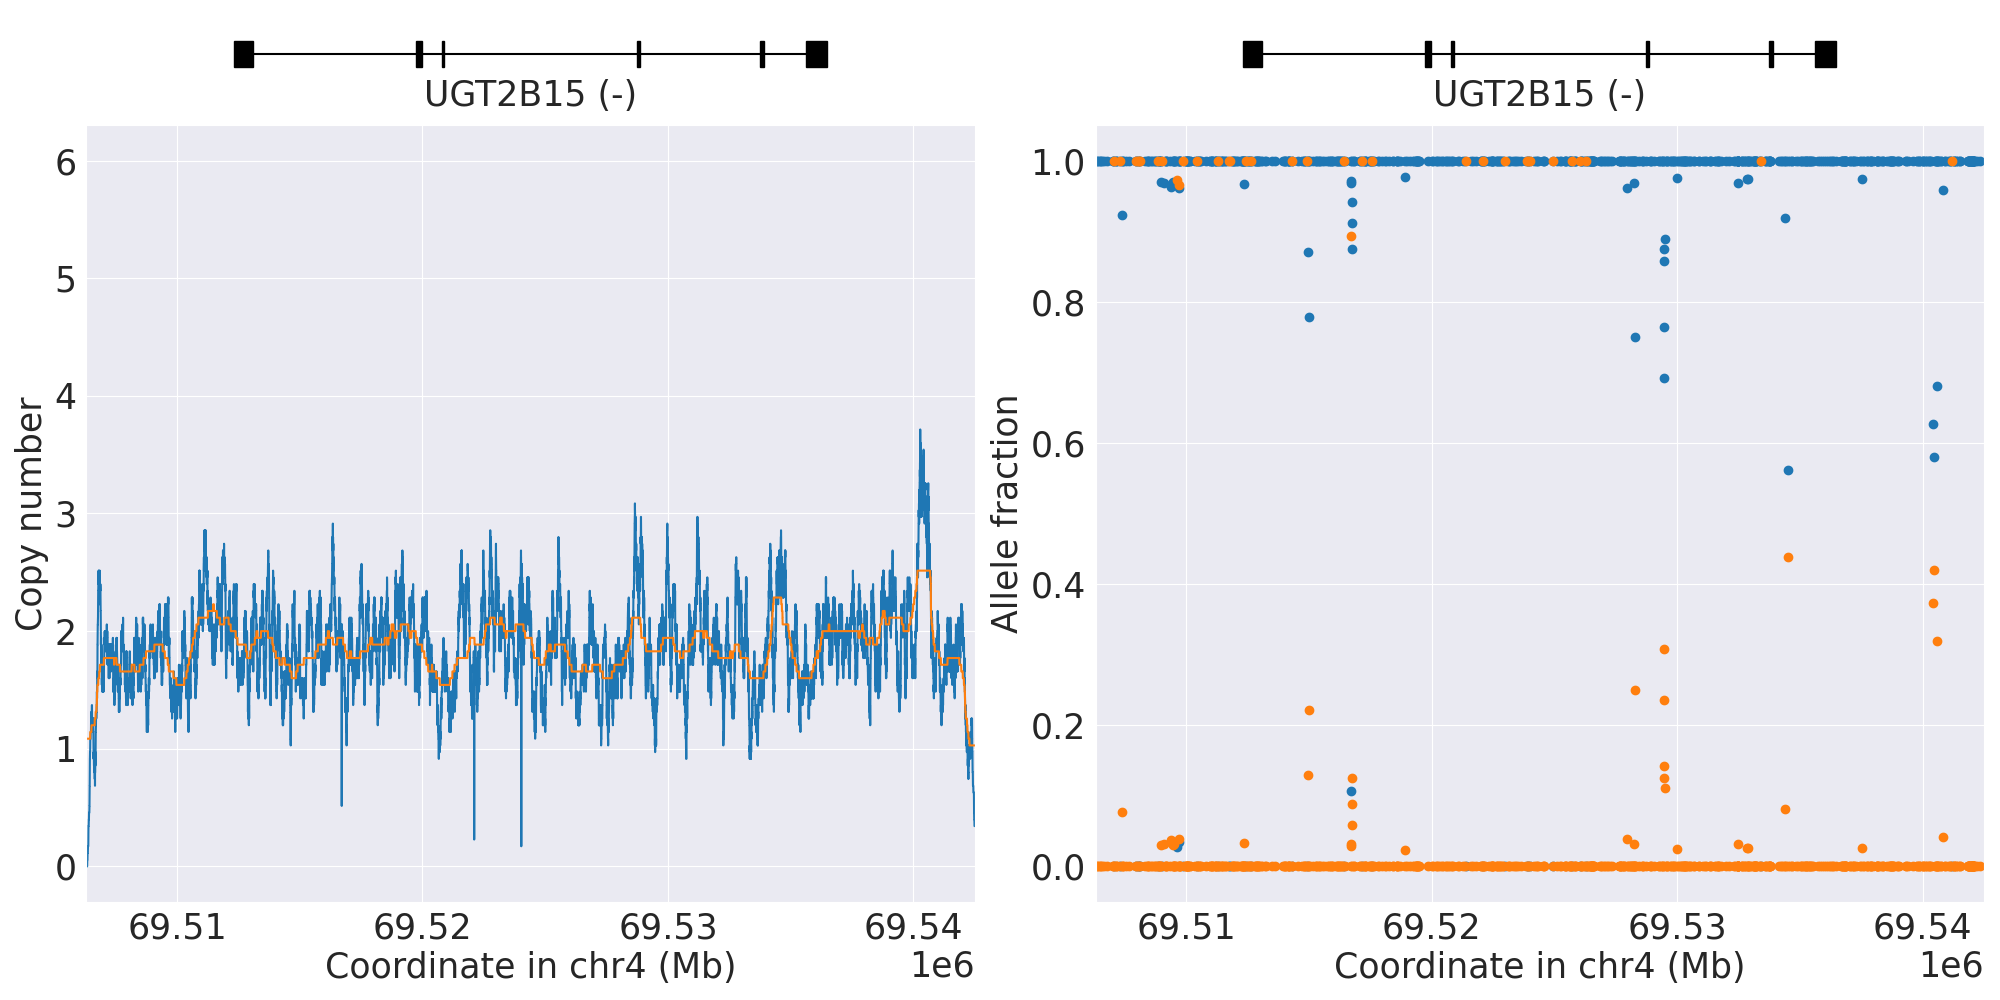 UGT2B15 (-)
6
5
4
3
2
1
0
Copy number
69.51 69.52 69.53 69.54
Coordinate in chr4 (Mb) 1e6
UGT2B15 (-)
1.0
0.8
0.6
0.4
0.2
0.0
Allele fraction
69.51 69.52 69.53 69.54
Coordinate in chr4 (Mb) 1e6